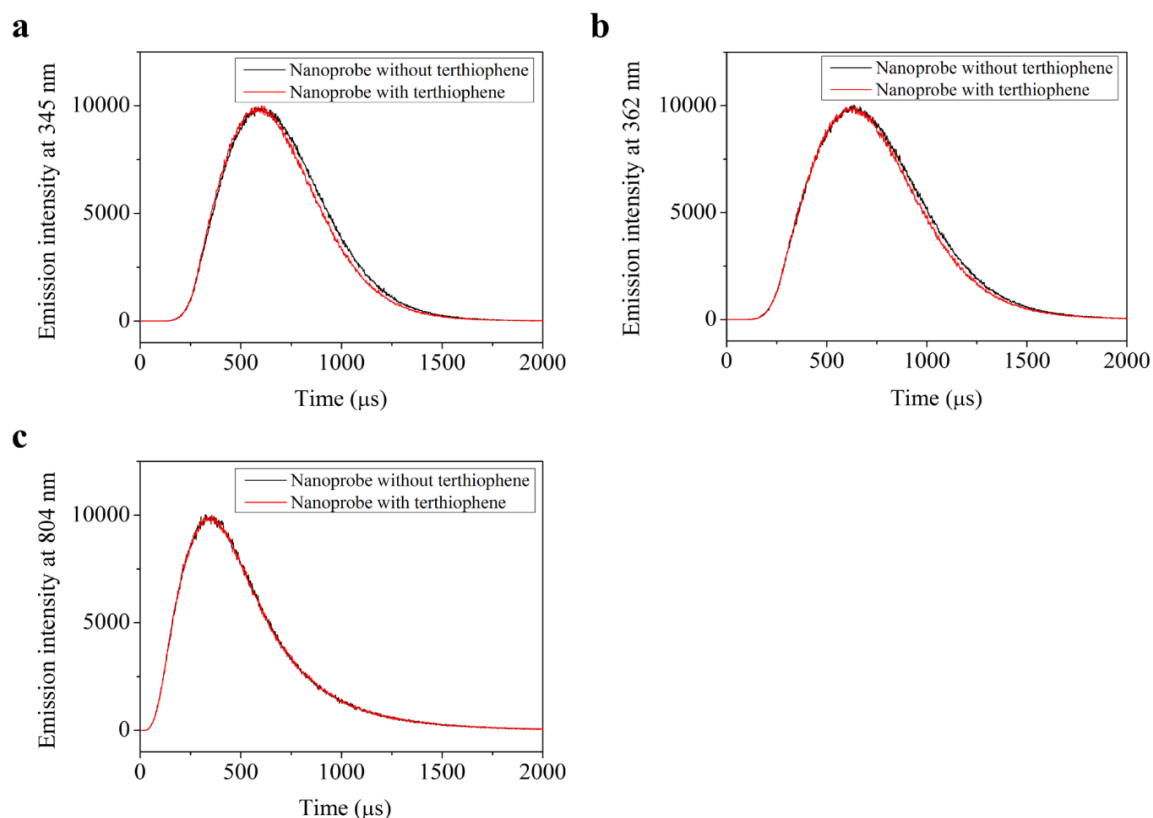 a
Nanoprobe without terthiophene
Nanoprobe with terthiophene
Emission intensity at 345 nm
10000
5000
0
0 500 1000 1500 2000
Time (μs)
b
Nanoprobe without terthiophene
Nanoprobe with terthiophene
Emission intensity at 362 nm
10000
5000
0
0 500 1000 1500 2000
Time (μs)
c
Nanoprobe without terthiophene
Nanoprobe with terthiophene
Emission intensity at 804 nm
10000
5000
0
0 500 1000 1500 2000
Time (μs)